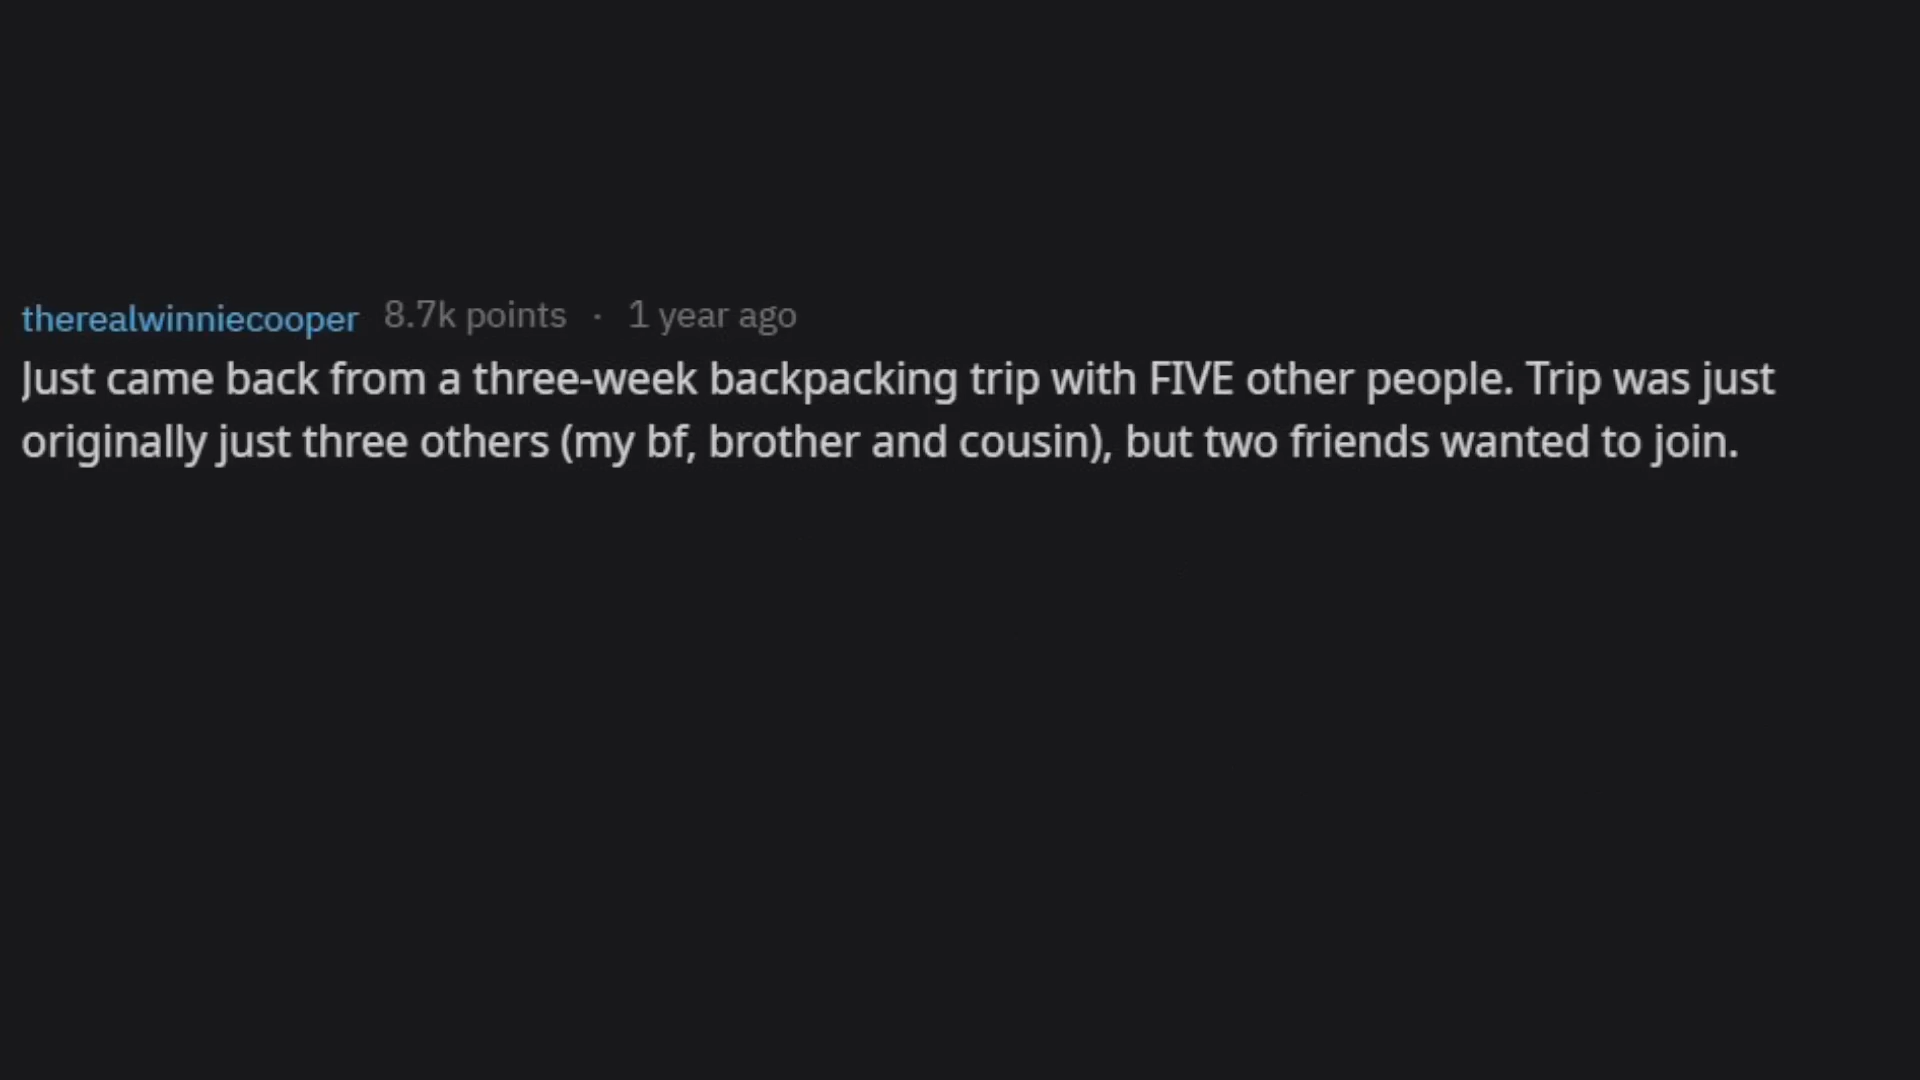 therealwinniecooper 8.7k points · 1 year ago
Just came back from a three-week backpacking trip with FIVE other people. Trip was just
originally just three others (my bf, brother and cousin), but two friends wanted to join.